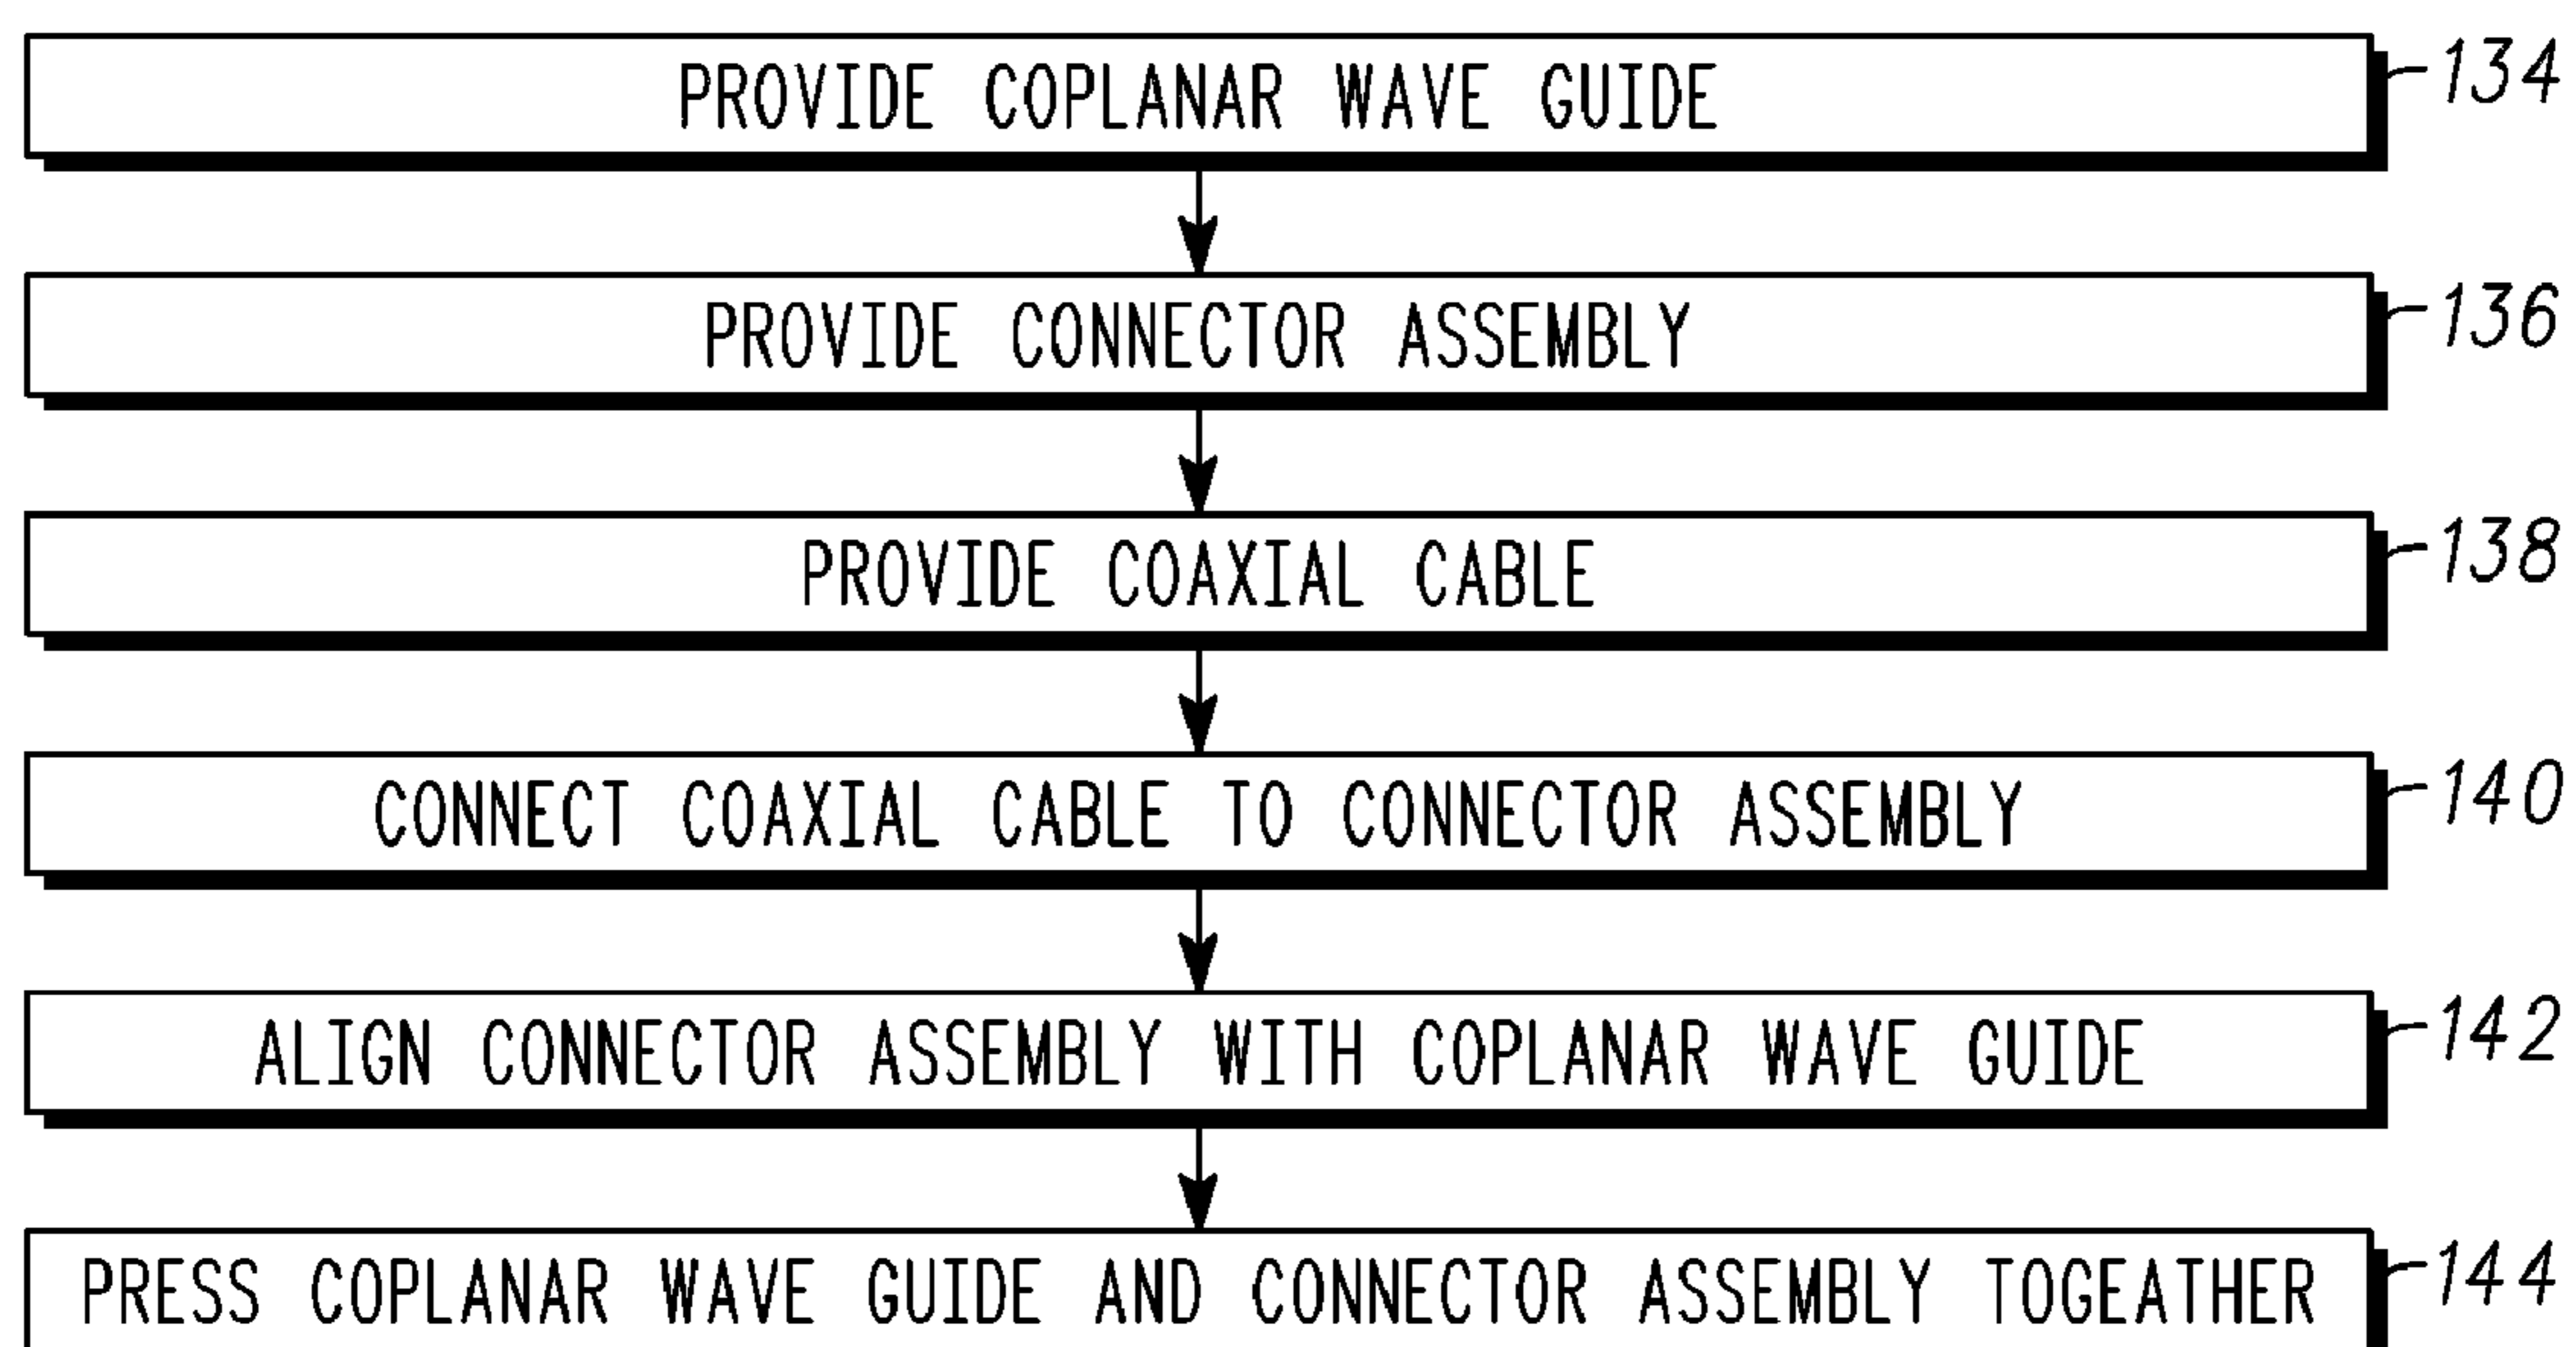 PROVIDE COPLANAR WAVE GUIDE 134
PROVIDE CONNECTOR ASSEMBLY 136
PROVIDE COAXIAL CABLE 138
CONNECT COAXIAL CABLE TO CONNECTOR ASSEMBLY 140
ALIGN CONNECTOR ASSEMBLY WITH COPLANAR WAVE GUIDE 142
PRESS COPLANAR WAVE GUIDE AND CONNECTOR ASSEMBLY TOGEATHER 144